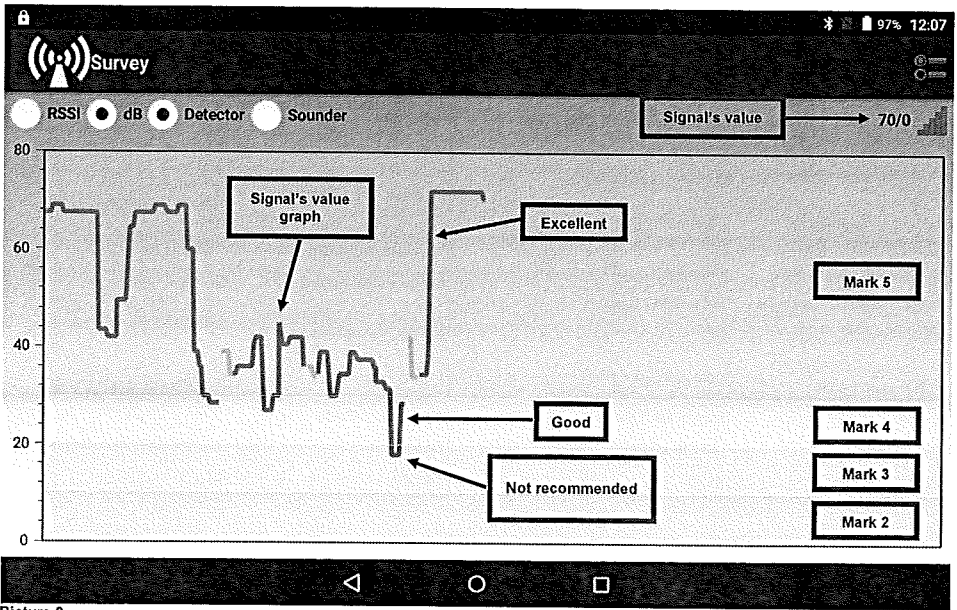 97% 12:07
Survey
RSSI dB Detector Sounder
Signal's value
70/0
80
Signal's value
graph
Excellent
60
Mark 5
40
Good
Mark 4
20
Not recommended
Mark 3
Mark 2
0